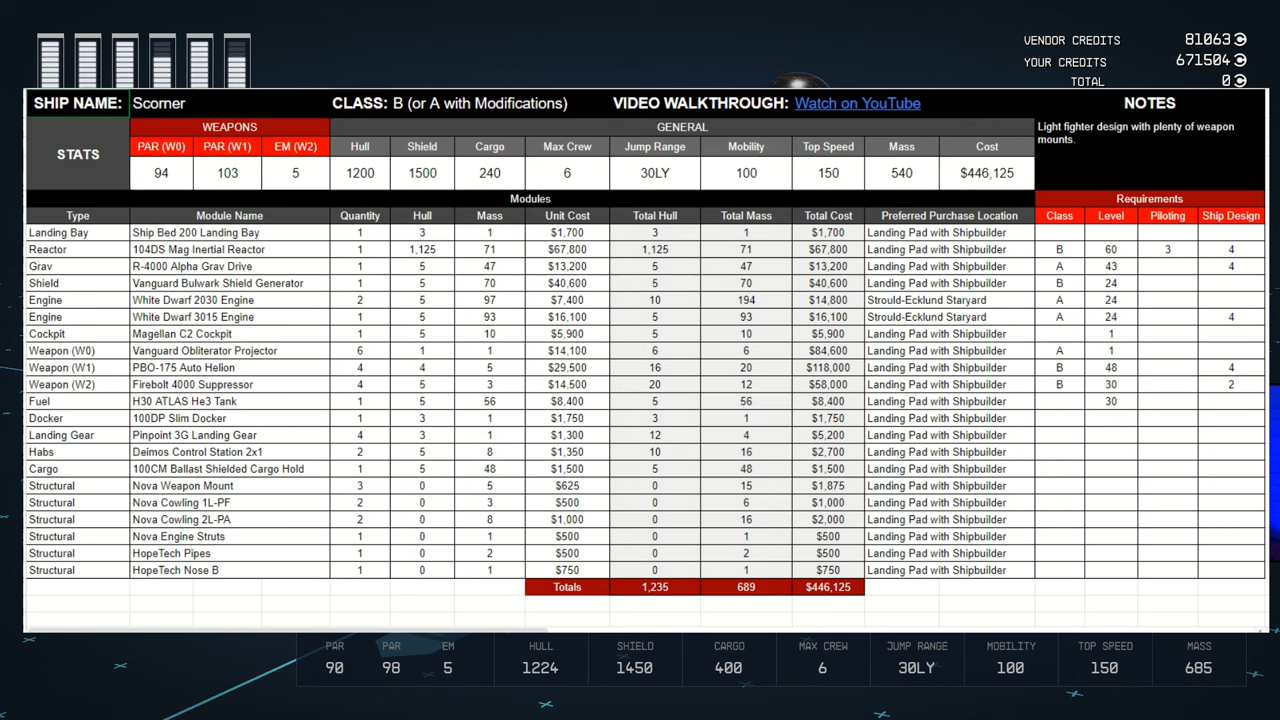 VENDOR CREDITS 81063
YOUR CREDITS 671504
TOTAL 0
SHIP NAME: Scorner CLASS: B (or A with Modifications) VIDEO WALKTHROUGH: Watch on YouTube NOTES
STATS WEAPONS GENERAL Light fighter design with plenty of weapon mounts.
PAR (W0) PAR (W1) EM (W2) Hull Shield Cargo Max Crew Jump Range Mobility Top Speed Mass Cost
94 103 5 1200 1500 240 6 30LY 100 150 540 $446,125
Modules Requirements
Type Module Name Quantity Hull Mass Unit Cost Total Hull Total Mass Total Cost Preferred Purchase Location Class Level Piloting Ship Design
Landing Bay Ship Bed 200 Landing Bay 1 3 1 $1,700 3 1 $1,700 Landing Pad with Shipbuilder
Reactor 104DS Mag Inertial Reactor 1 1,125 71 $67,800 1,125 71 $67,800 Landing Pad with Shipbuilder B 60 3 4
Grav R-4000 Alpha Grav Drive 1 5 47 $13,200 5 47 $13,200 Landing Pad with Shipbuilder A 43 4
Shield Vanguard Bulwark Shield Generator 1 5 70 $40,600 5 70 $40,600 Landing Pad with Shipbuilder B 24
Engine White Dwarf 2030 Engine 2 5 97 $7,400 10 194 $14,800 Strould-Ecklund Staryard A 24
Engine White Dwarf 3015 Engine 1 5 93 $16,100 5 93 $16,100 Strould-Ecklund Staryard A 24 4
Cockpit Magellan C2 Cockpit 1 5 10 $5,900 5 10 $5,900 Landing Pad with Shipbuilder 1
Weapon (W0) Vanguard Obliterator Projector 6 1 1 $14,100 6 6 $84,600 Landing Pad with Shipbuilder A 1
Weapon (W1) PBO-175 Auto Helion 4 4 5 $29,500 16 20 $118,000 Landing Pad with Shipbuilder B 48 4
Weapon (W2) Firebolt 4000 Suppressor 4 5 3 $14,500 20 12 $58,000 Landing Pad with Shipbuilder B 30 2
Fuel H30 ATLAS He3 Tank 1 5 56 $8,400 5 56 $8,400 Landing Pad with Shipbuilder 30
Docker 100DP Slim Docker 1 3 1 $1,750 3 1 $1,750 Landing Pad with Shipbuilder
Landing Gear Pinpoint 3G Landing Gear 4 3 1 $1,300 12 4 $5,200 Landing Pad with Shipbuilder
Habs Deimos Control Station 2x1 2 5 8 $1,350 10 16 $2,700 Landing Pad with Shipbuilder
Cargo 100CM Ballast Shielded Cargo Hold 1 5 48 $1,500 5 48 $1,500 Landing Pad with Shipbuilder
Structural Nova Weapon Mount 3 0 5 $625 0 15 $1,875 Landing Pad with Shipbuilder
Structural Nova Cowling 1L-PF 2 0 3 $500 0 6 $1,000 Landing Pad with Shipbuilder
Structural Nova Cowling 2L-PA 2 0 8 $1,000 0 16 $2,000 Landing Pad with Shipbuilder
Structural Nova Engine Struts 1 0 1 $500 0 1 $500 Landing Pad with Shipbuilder
Structural HopeTech Pipes 1 0 2 $500 0 2 $500 Landing Pad with Shipbuilder
Structural HopeTech Nose B 1 0 1 $750 0 1 $750 Landing Pad with Shipbuilder
Totals 1,235 689 $446,125
PAR PAR EM HULL SHIELD CARGO MAX CREW JUMP RANGE MOBILITY TOP SPEED MASS
90 98 5 1224 1450 400 6 30LY 100 150 685